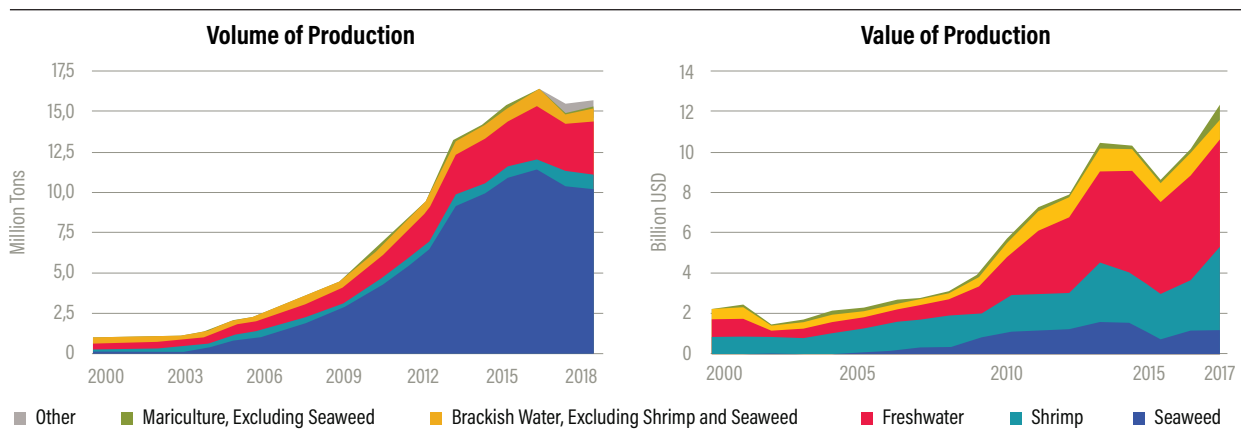 Volume of Production
17,5
15,0
12,5
10,0
7,5
5,0
2,5
0
Million Tons
2000 2003 2006 2009 2012 2015 2018
Value of Production
14
12
10
8
6
4
2
0
Billion USD
2000 2005 2010 2015 2017
Other Mariculture, Excluding Seaweed Brackish Water, Excluding Shrimp and Seaweed Freshwater Shrimp Seaweed